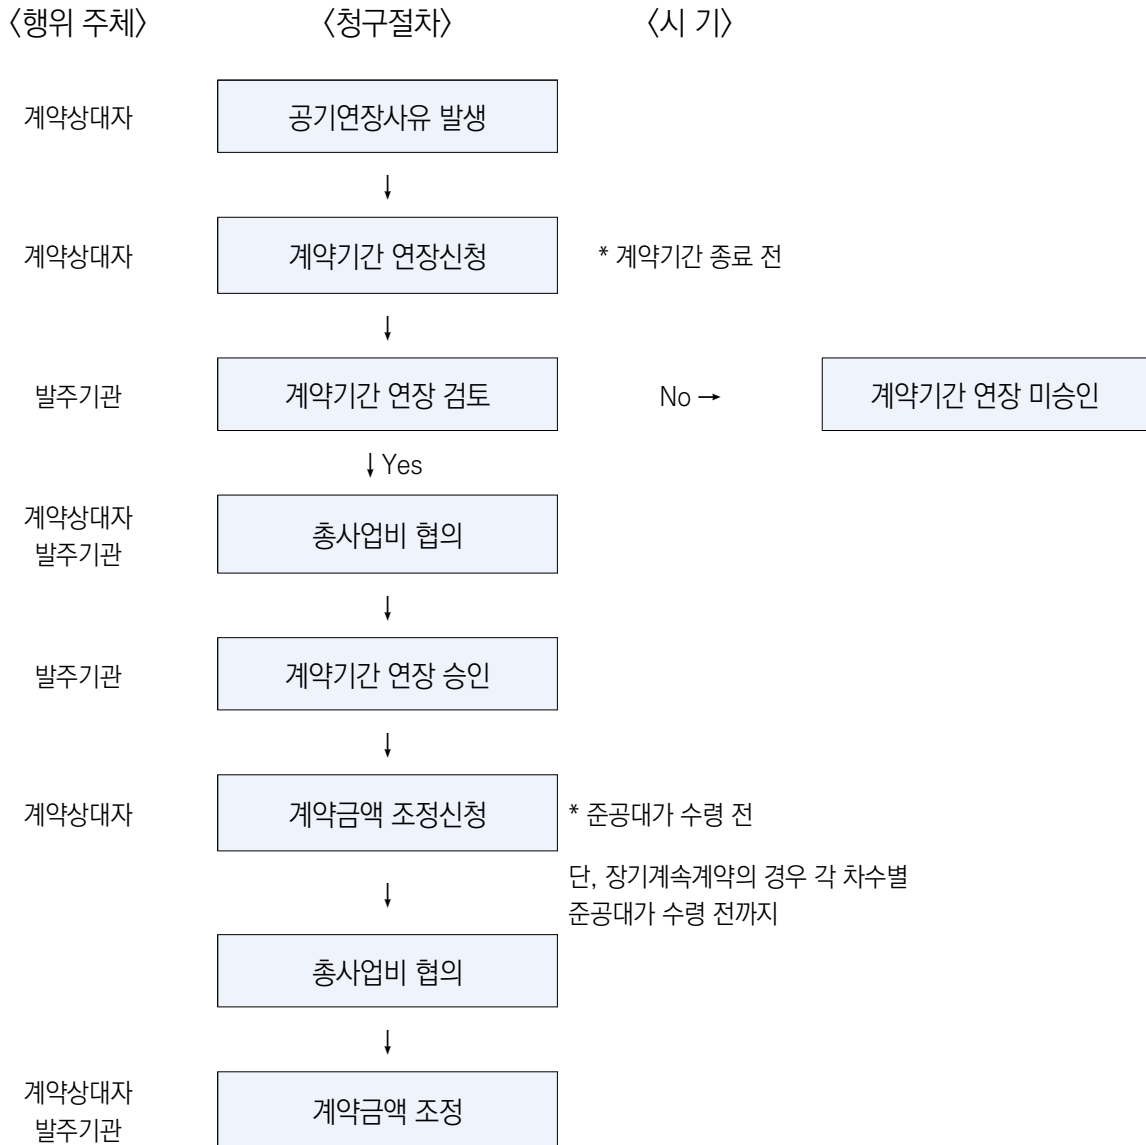 〈행위 주체〉 〈청구절차〉 〈시 기〉
계약상대자 공기연장사유 발생
↓
계약상대자 계약기간 연장신청 * 계약기간 종료 전
↓
발주기관 계약기간 연장 검토 No → 계약기간 연장 미승인
↓ Yes
계약상대자
발주기관 총사업비 협의
↓
발주기관 계약기간 연장 승인
↓
계약상대자 계약금액 조정신청 * 준공대가 수령 전
↓ 단, 장기계속계약의 경우 각 차수별
준공대가 수령 전까지
총사업비 협의
↓
계약상대자
발주기관 계약금액 조정